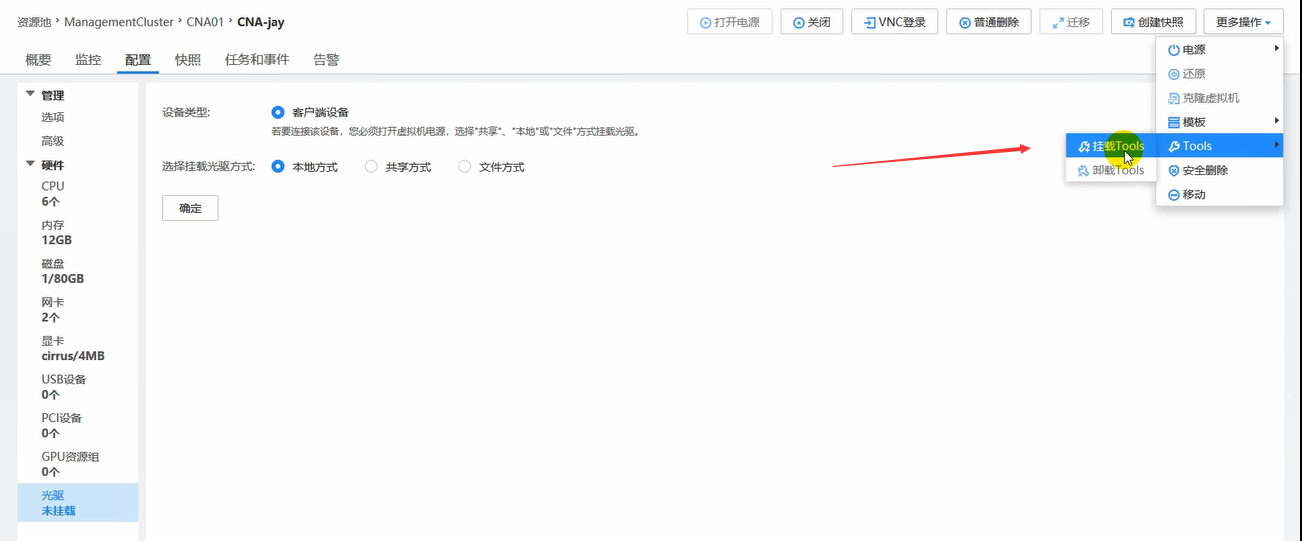 资源池 › ManagementCluster › CNA01 › CNA-jay
打开电源 关闭 VNC登录 普通删除 迁移 创建快照 更多操作
概要 监控 配置 快照 任务和事件 告警
电源
还原
克隆虚拟机
模板
Tools
安全删除
移动
挂载Tools
卸载Tools
管理
选项
高级
硬件
CPU
6个
内存
12GB
磁盘
1/80GB
网卡
2个
显卡
cirrus/4MB
USB设备
0个
PCI设备
0个
GPU资源组
0个
光驱
未挂载
设备类型: 客户端设备
若要连接该设备，您必须打开虚拟机电源，选择"共享"、"本地"或"文件"方式挂载光驱。
选择挂载光驱方式: 本地方式 共享方式 文件方式
确定